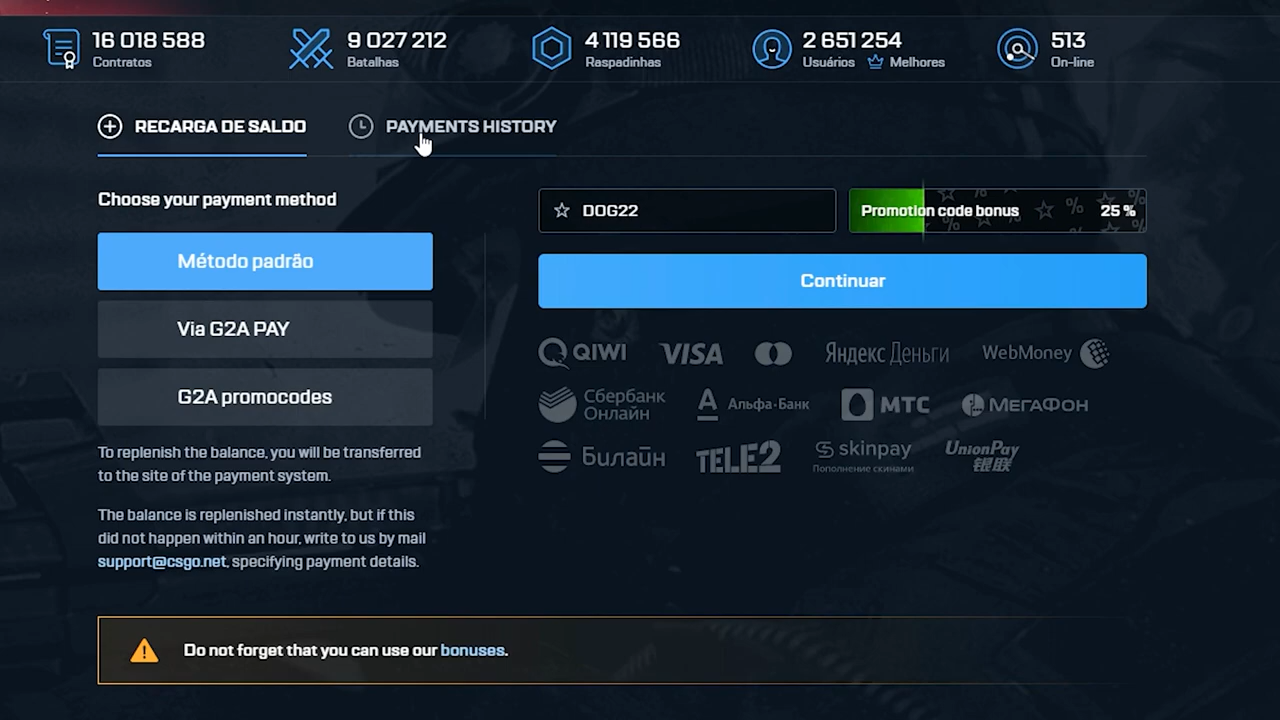 16 018 588
Contratos
9 027 212
Batalhas
4 119 566
Raspadinhas
2 651 254
Usuários Melhores
513
On-line
RECARGA DE SALDO
PAYMENTS HISTORY
Choose your payment method
Método padrão
Via G2A PAY
G2A promocodes
To replenish the balance, you will be transferred
to the site of the payment system.
The balance is replenished instantly, but if this
did not happen within an hour, write to us by mail
support@csgo.net, specifying payment details.
DOG22
Promotion code bonus 25 %
Continuar
QIWI VISA Яндекс Деньги WebMoney
Сбербанк
Онлайн
Альфа·Банк МТС МЕГАФОН
Билайн TELE2
skinpay
Пополнение скинами
UnionPay
银联
Do not forget that you can use our bonuses.